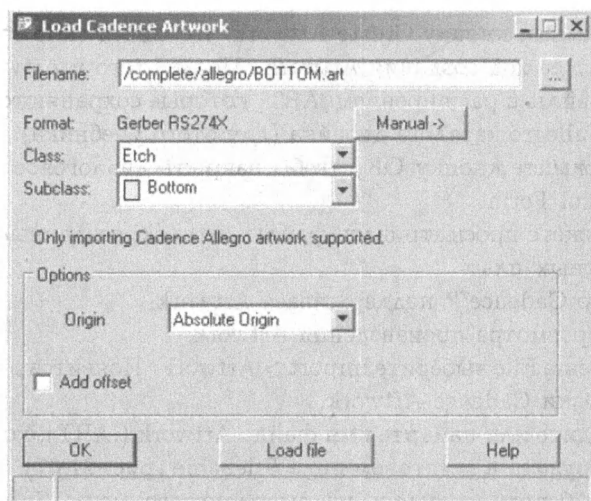 Load Cadence Artwork
Filename: /complete/allegro/BOTTOM.art ...
Format: Gerber RS274X Manual ->
Class: Etch
Subclass: Bottom
Only importing Cadence Allegro artwork supported.
Options
Origin Absolute Origin
Add offset
OK Load file Help